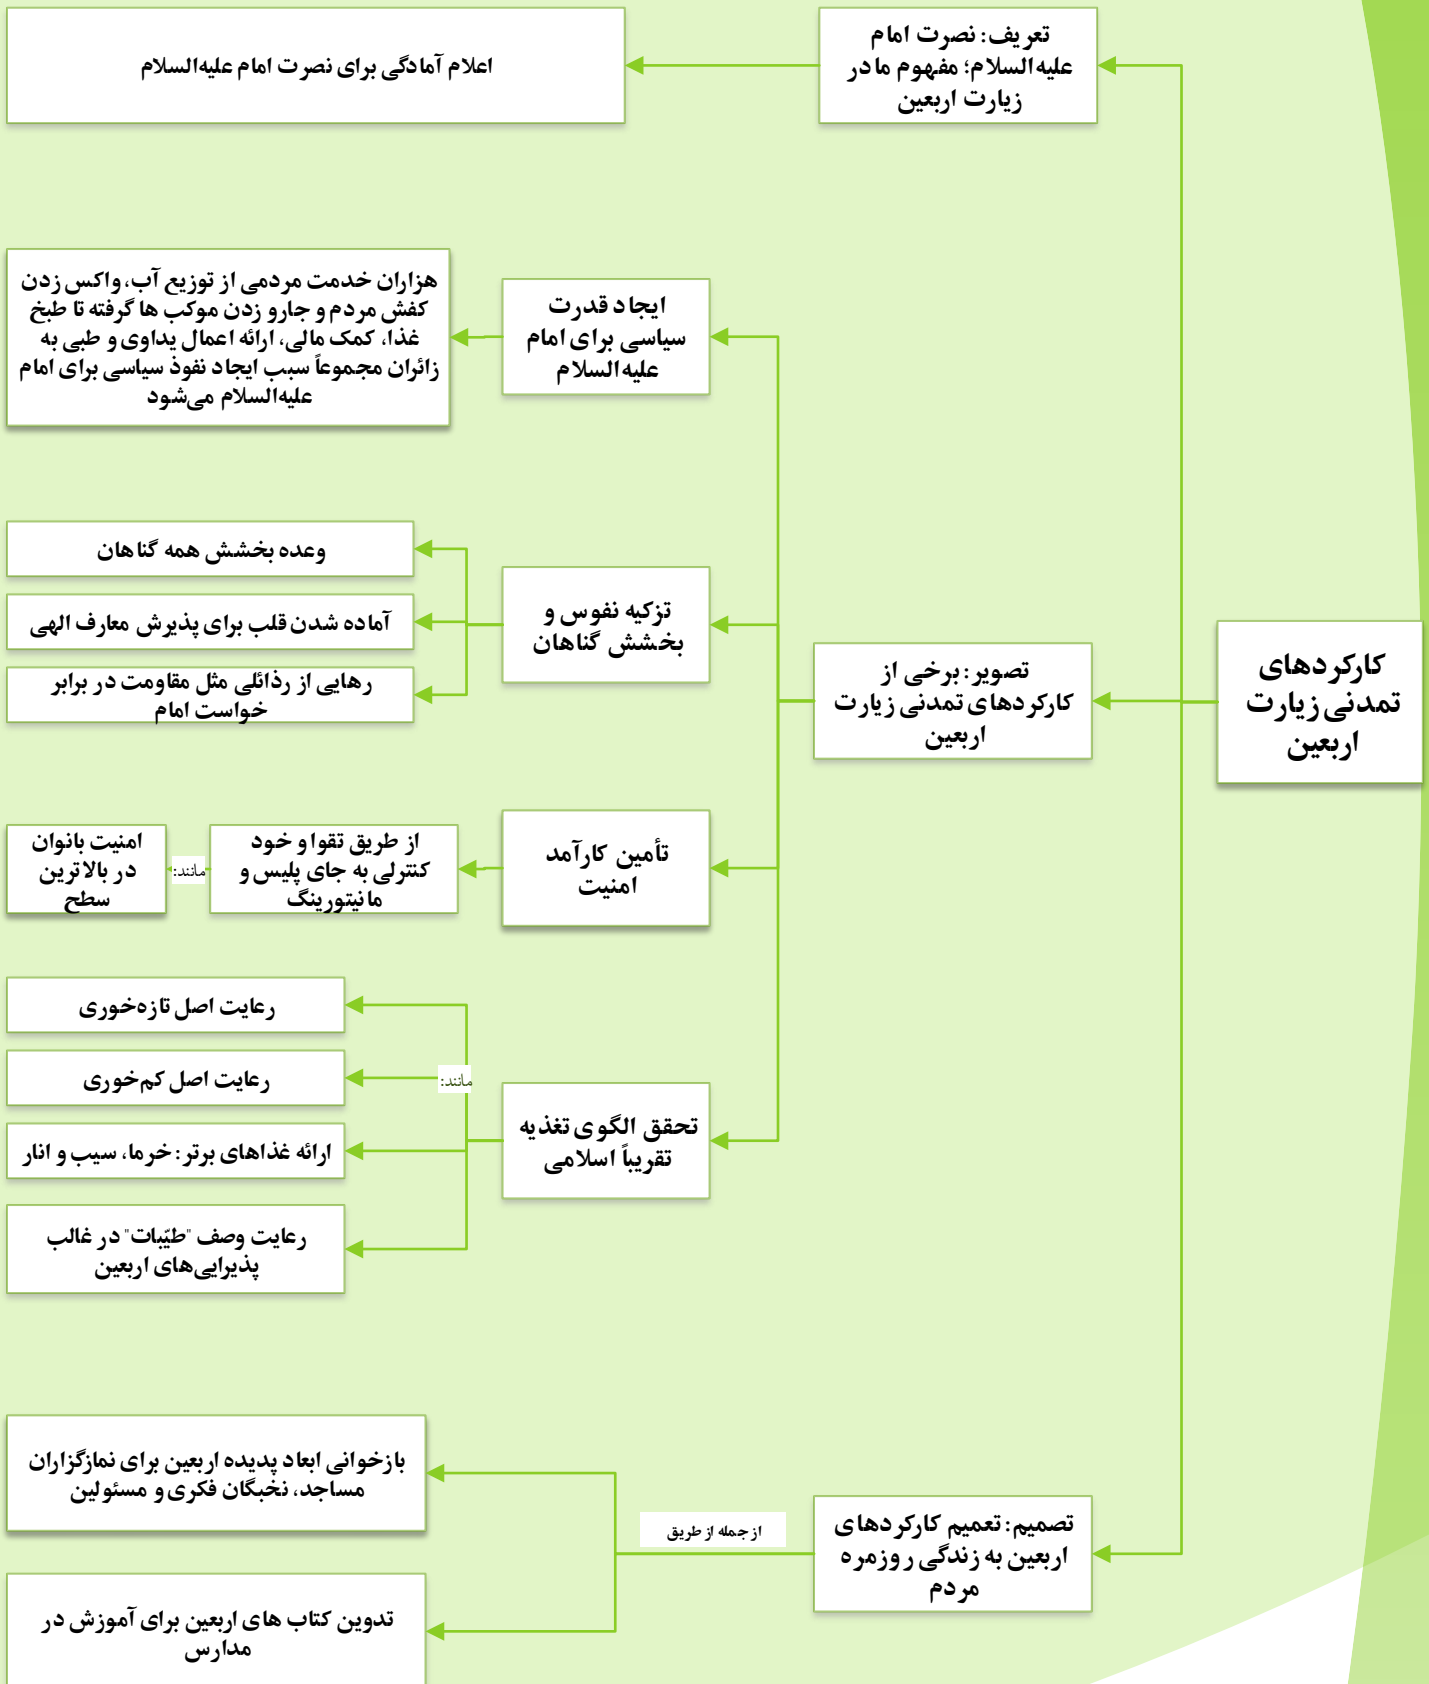 کارکردهای
تمدنی زیارت
اربعین
تعریف: نصرت امام
علیه‌السلام؛ مفهوم مادر
زیارت اربعین
اعلام آمادگی برای نصرت امام علیه‌السلام
تصویر: برخی از
کارکردهای تمدنی زیارت
اربعین
ایجاد قدرت
سیاسی برای امام
علیه‌السلام
هزاران خدمت مردمی از توزیع آب، واکس زدن
کفش مردم و جارو زدن موکب ها گرفته تا طبخ
غذا، کمک مالی، ارائه اعمال یداوی و طبی به
زائران مجموعاً سبب ایجاد نفوذ سیاسی برای امام
علیه‌السلام می‌شود
تزکیه نفوس و
بخشش گناهان
وعده بخشش همه گناهان
آماده شدن قلب برای پذیرش معارف الهی
رهایی از رذائلی مثل مقاومت در برابر
خواست امام
تأمین کارآمد
امنیت
از طریق تقوا و خود
کنترلی به جای پلیس و
مانیتورینگ
مانند:
امنیت بانوان
در بالاترین
سطح
تحقق الگوی تغذیه
تقریباً اسلامی
مانند:
رعایت اصل تازه‌خوری
رعایت اصل کم‌خوری
ارائه غذاهای برتر: خرما، سیب و انار
رعایت وصف "طیّبات" در غالب
پذیرایی‌های اربعین
تصمیم: تعمیم کارکردهای
اربعین به زندگی روزمره
مردم
از جمله از طریق
بازخوانی ابعاد پدیده اربعین برای نمازگزاران
مساجد، نخبگان فکری و مسئولین
تدوین کتاب های اربعین برای آموزش در
مدارس